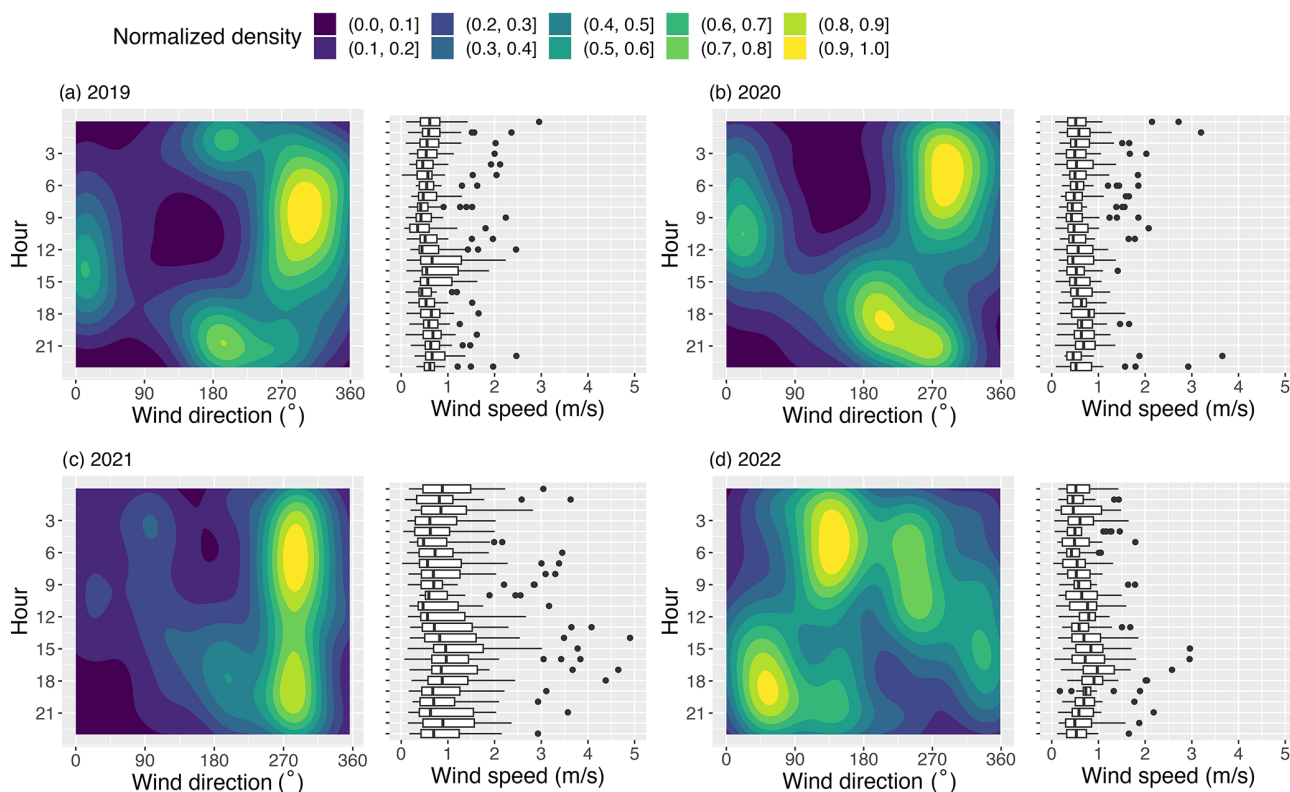 Normalized density
(0.0, 0.1] (0.2, 0.3] (0.4, 0.5] (0.6, 0.7] (0.8, 0.9]
(0.1, 0.2] (0.3, 0.4] (0.5, 0.6] (0.7, 0.8] (0.9, 1.0]
(a) 2019
Hour
3
6
9
12
15
18
21
0 90 180 270 360
Wind direction (°)
0 1 2 3 4 5
Wind speed (m/s)
(b) 2020
Hour
3
6
9
12
15
18
21
0 90 180 270 360
Wind direction (°)
0 1 2 3 4 5
Wind speed (m/s)
(c) 2021
Hour
3
6
9
12
15
18
21
0 90 180 270 360
Wind direction (°)
0 1 2 3 4 5
Wind speed (m/s)
(d) 2022
Hour
3
6
9
12
15
18
21
0 90 180 270 360
Wind direction (°)
0 1 2 3 4 5
Wind speed (m/s)